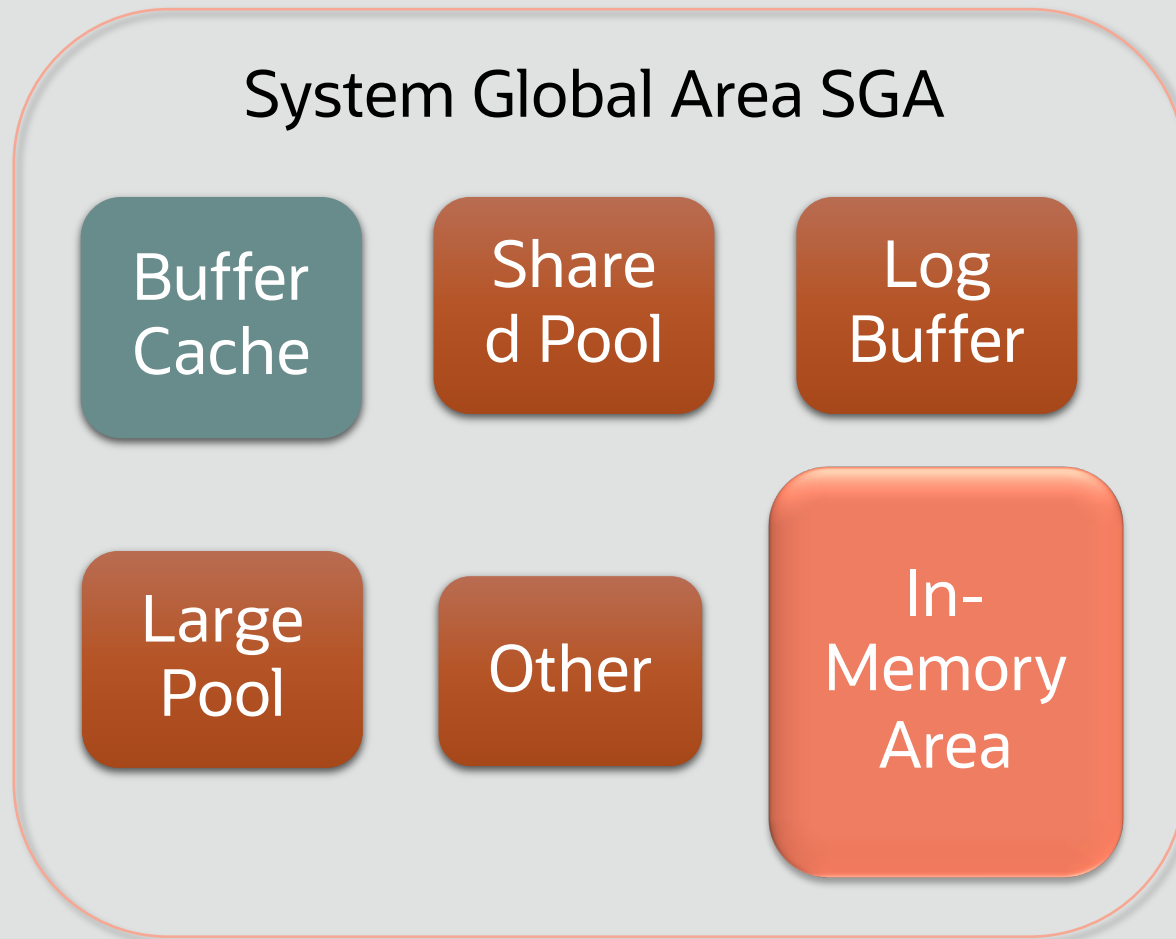 System Global Area SGA
Buffer
Cache
Share
d Pool
Log
Buffer
Large
Pool
Other
In-
Memory
Area